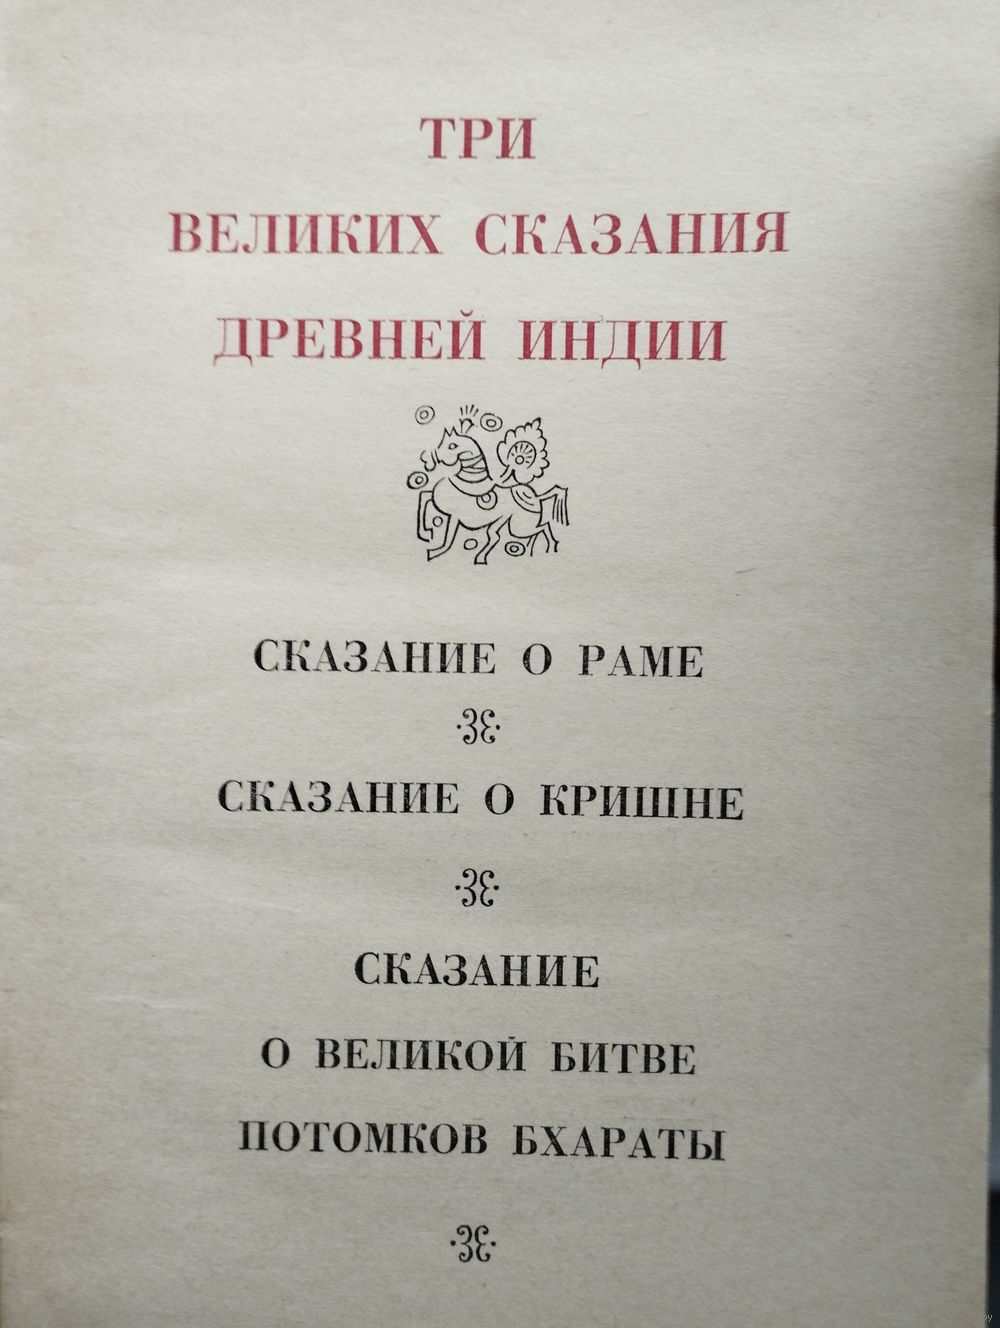 ТРИ
ВЕЛИКИХ СКАЗАНИЯ
ДРЕВНЕЙ ИНДИИ
СКАЗАНИЕ О РАМЕ
СКАЗАНИЕ О КРИШНЕ
СКАЗАНИЕ
О ВЕЛИКОЙ БИТВЕ
ПОТОМКОВ БХАРАТЫ